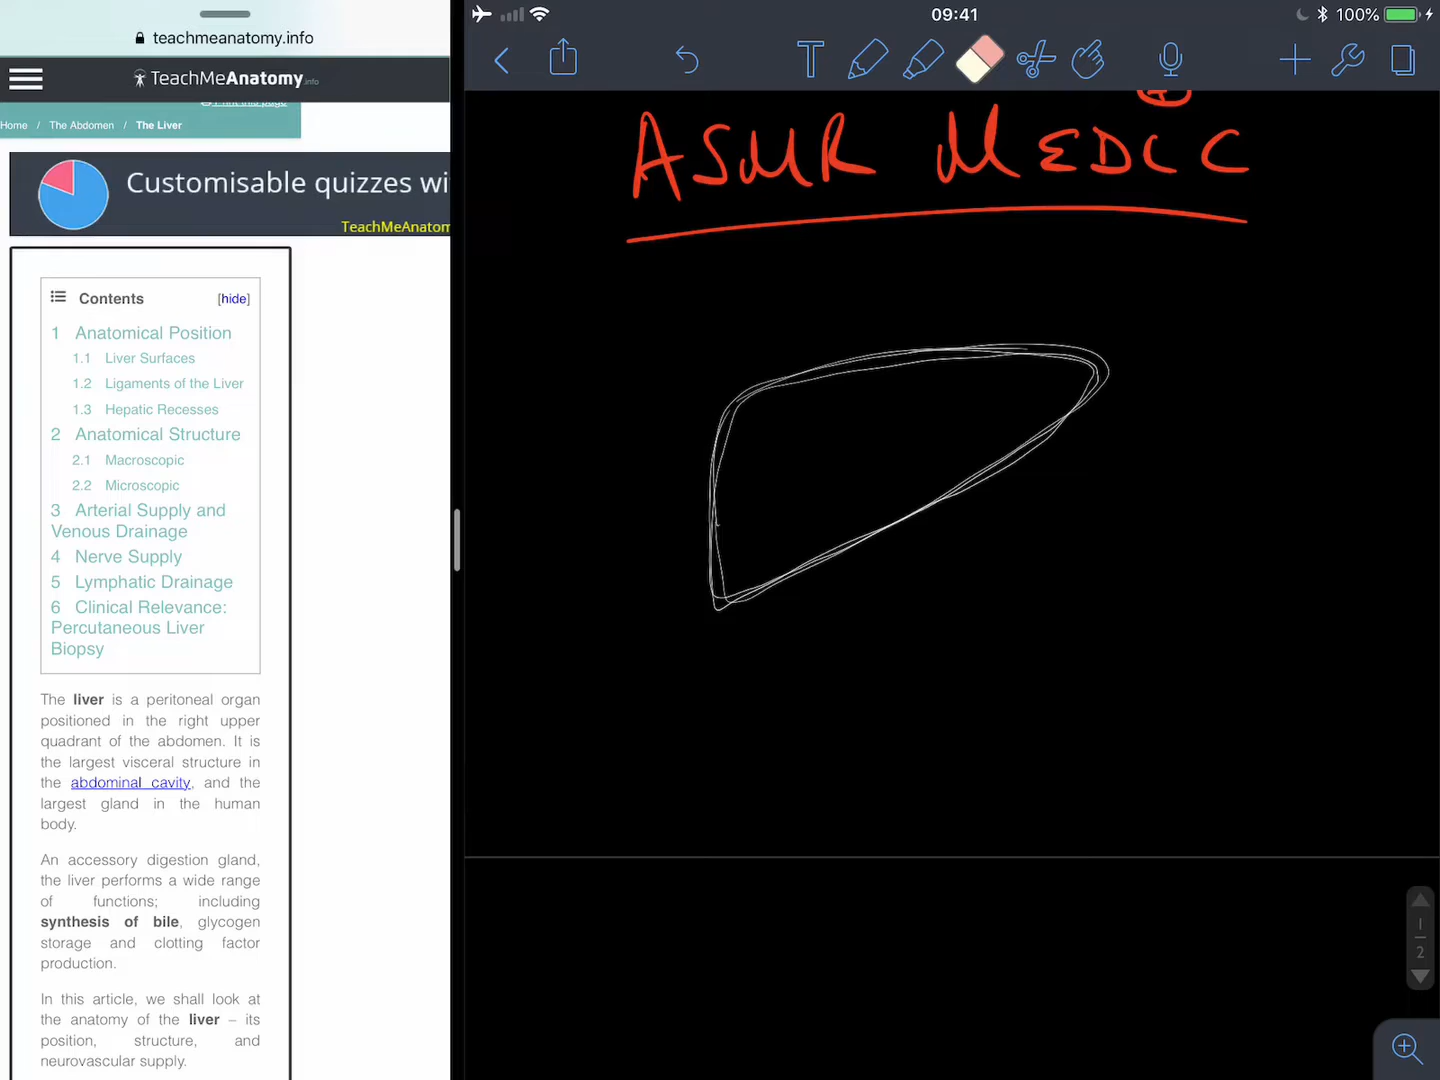 teachmeanatomy.info
TeachMeAnatomy.info
Print this page
Home / The Abdomen / The Liver
Customisable quizzes wi
TeachMeAnatom
Contents [hide]
1 Anatomical Position
1.1 Liver Surfaces
1.2 Ligaments of the Liver
1.3 Hepatic Recesses
2 Anatomical Structure
2.1 Macroscopic
2.2 Microscopic
3 Arterial Supply and
Venous Drainage
4 Nerve Supply
5 Lymphatic Drainage
6 Clinical Relevance:
Percutaneous Liver
Biopsy
The liver is a peritoneal organ
positioned in the right upper
quadrant of the abdomen. It is
the largest visceral structure in
the abdominal cavity, and the
largest gland in the human
body.
An accessory digestion gland,
the liver performs a wide range
of functions; including
synthesis of bile, glycogen
storage and clotting factor
production.
In this article, we shall look at
the anatomy of the liver – its
position, structure, and
neurovascular supply.
09:41
100%
T
ASMR MEDIC
1
2